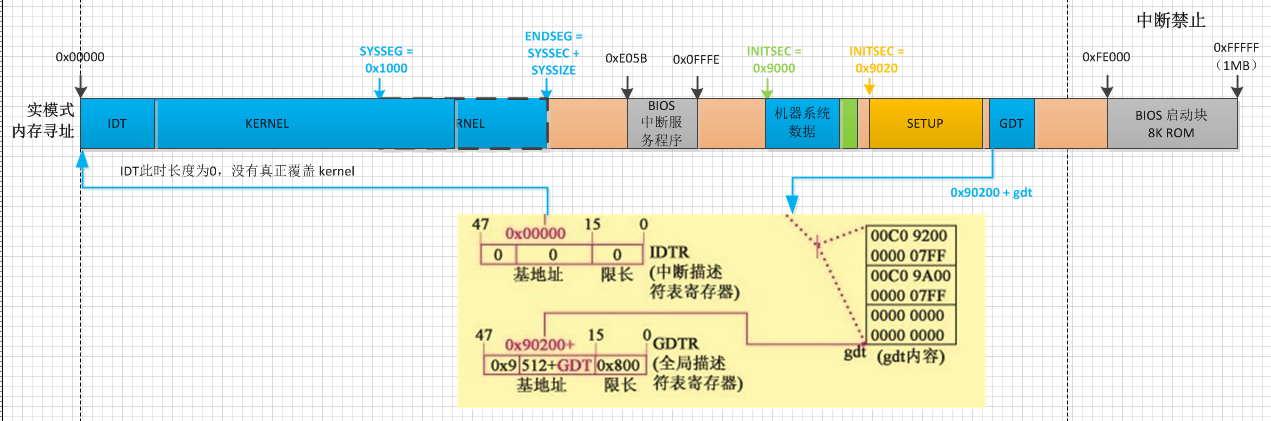 中断禁止
0x00000
SYSSEG =
0x1000
ENDSEG =
SYSSEC +
SYSSIZE
0xE05B
0x0FFFE
INITSEC =
0x9000
INITSEC =
0x9020
0xFE000
0xFFFFF
（1MB）
实模式
内存寻址
IDT
KERNEL
RNEL
BIOS
中断服
务程序
机器系统
数据
SETUP
GDT
BIOS 启动块
8K ROM
IDT此时长度为0，没有真正覆盖 kernel
0x90200 + gdt
47 15 0
0x00000
0 0 0
基地址 限长
IDTR
(中断描述
符表寄存器)
47 15 0
0x90200+
0x9 512+GDT 0x800
基地址 限长
GDTR
(全局描述
符表寄存器)
00C0 9200
0000 07FF
00C0 9A00
0000 07FF
0000 0000
0000 0000
gdt (gdt内容)